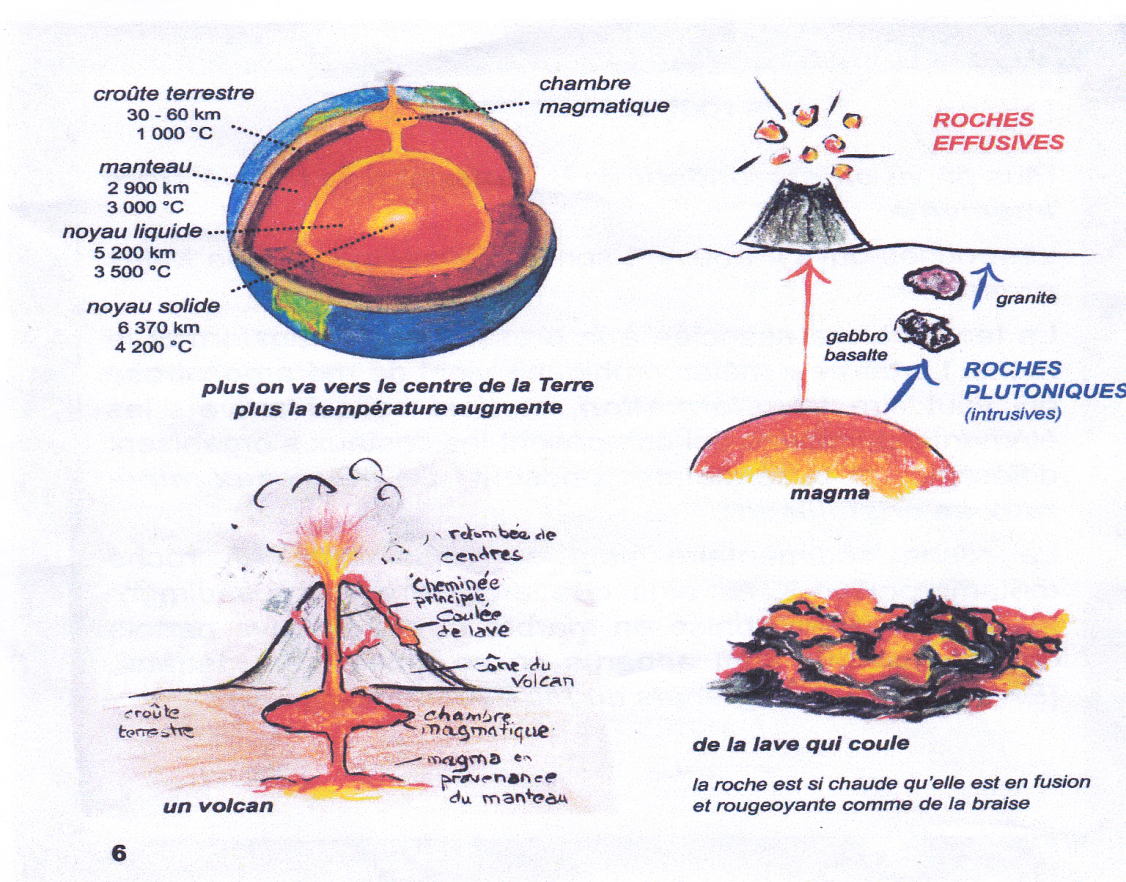 croûte terrestre
30 - 60 km
1 000 °C
manteau
2 900 km
3 000 °C
noyau liquide
5 200 km
3 500 °C
noyau solide
6 370 km
4 200 °C
chambre
magmatique
plus on va vers le centre de la Terre
plus la température augmente
ROCHES
EFFUSIVES
granite
gabbro
basalte
ROCHES
PLUTONIQUES
(intrusives)
magma
retombée de
cendres
Cheminée
principale
Coulée
de lave
cône du
volcan
croûte
terrestre
chambre
magmatique
magma en
provenance
du manteau
un volcan
de la lave qui coule
la roche est si chaude qu'elle est en fusion
et rougeoyante comme de la braise
6